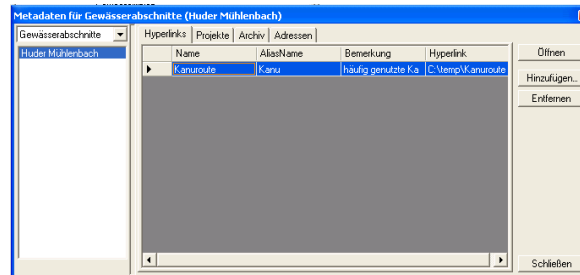 Metadaten für Gewässerabschnitte (Huder Mühlenbach)
Gewässerabschnitte
Hyperlinks Projekte Archiv Adressen
Huder Mühlenbach
Name AliasName Bemerkung Hyperlink
Kanuroute Kanu häufig genutzte Ka C:\temp\Kanuroute
Öffnen
Hinzufügen..
Entfernen
Schließen